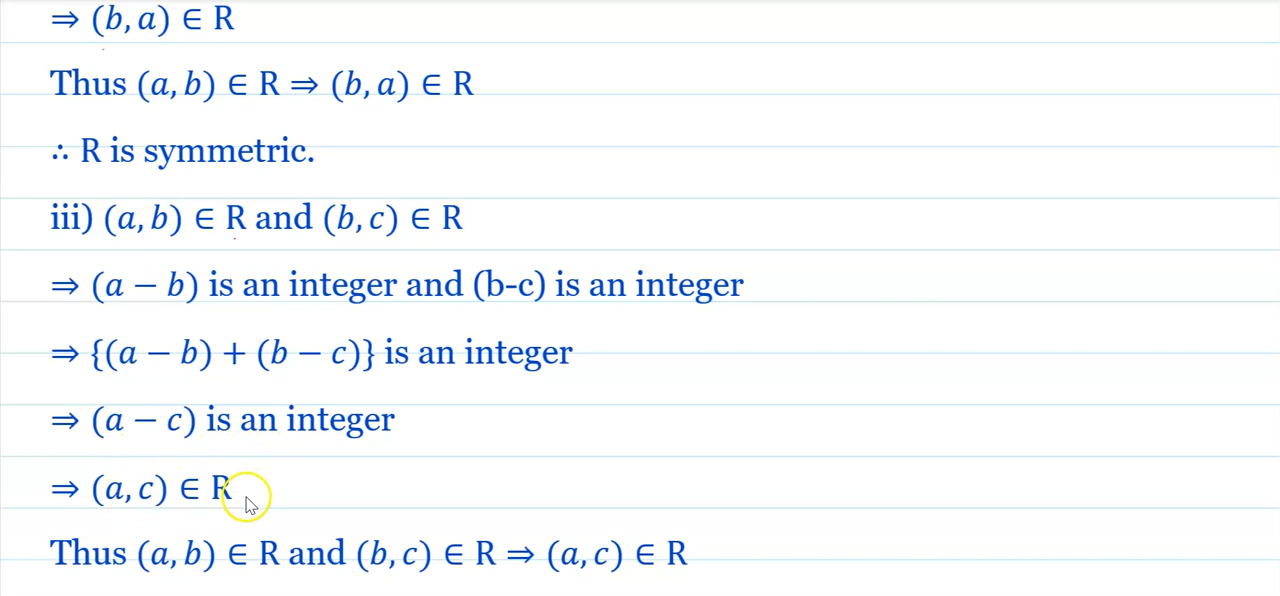 ⇒ (b, a) ∈ R
Thus (a, b) ∈ R ⇒ (b, a) ∈ R
∴ R is symmetric.
iii) (a, b) ∈ R and (b, c) ∈ R
⇒ (a − b) is an integer and (b-c) is an integer
⇒ {(a − b) + (b − c)} is an integer
⇒ (a − c) is an integer
⇒ (a, c) ∈ R
Thus (a, b) ∈ R and (b, c) ∈ R ⇒ (a, c) ∈ R